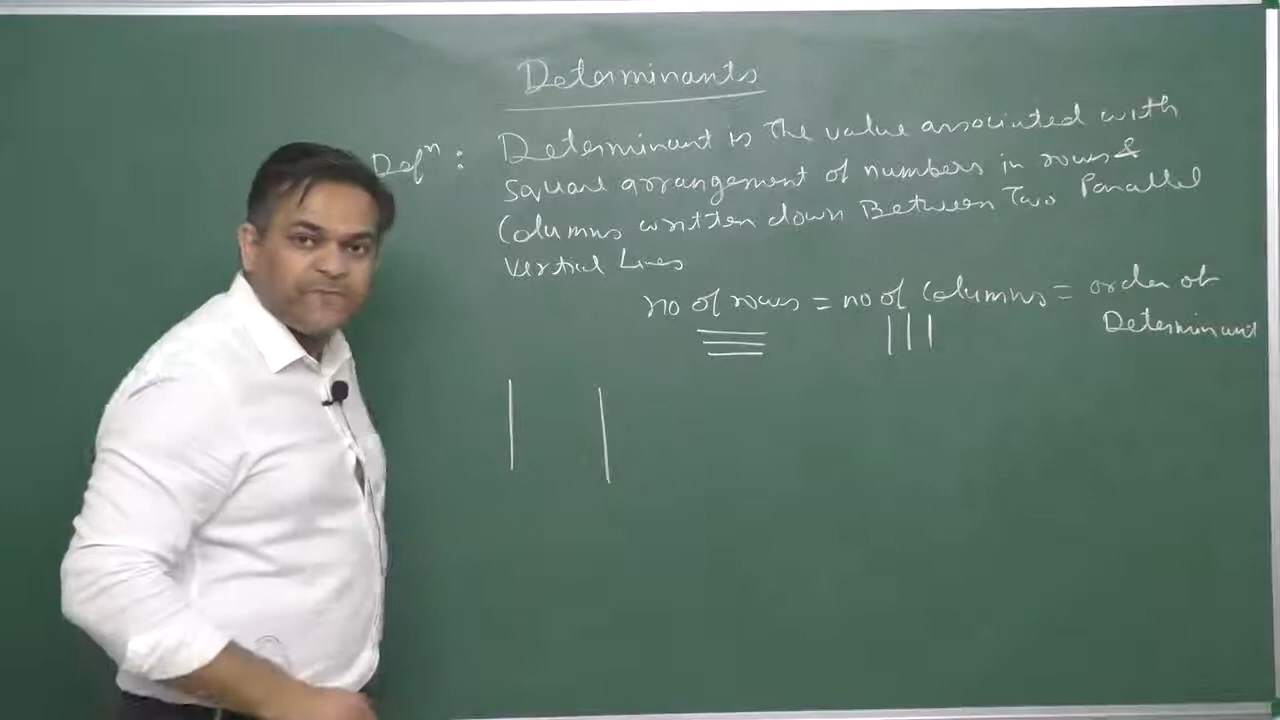 Determinants
Defⁿ : Determinant is the value associated with
square arrangement of numbers in rows &
Columns written down Between Two Parallel
Vertical Lines
no of rows = no of Columns = order of
Determinant